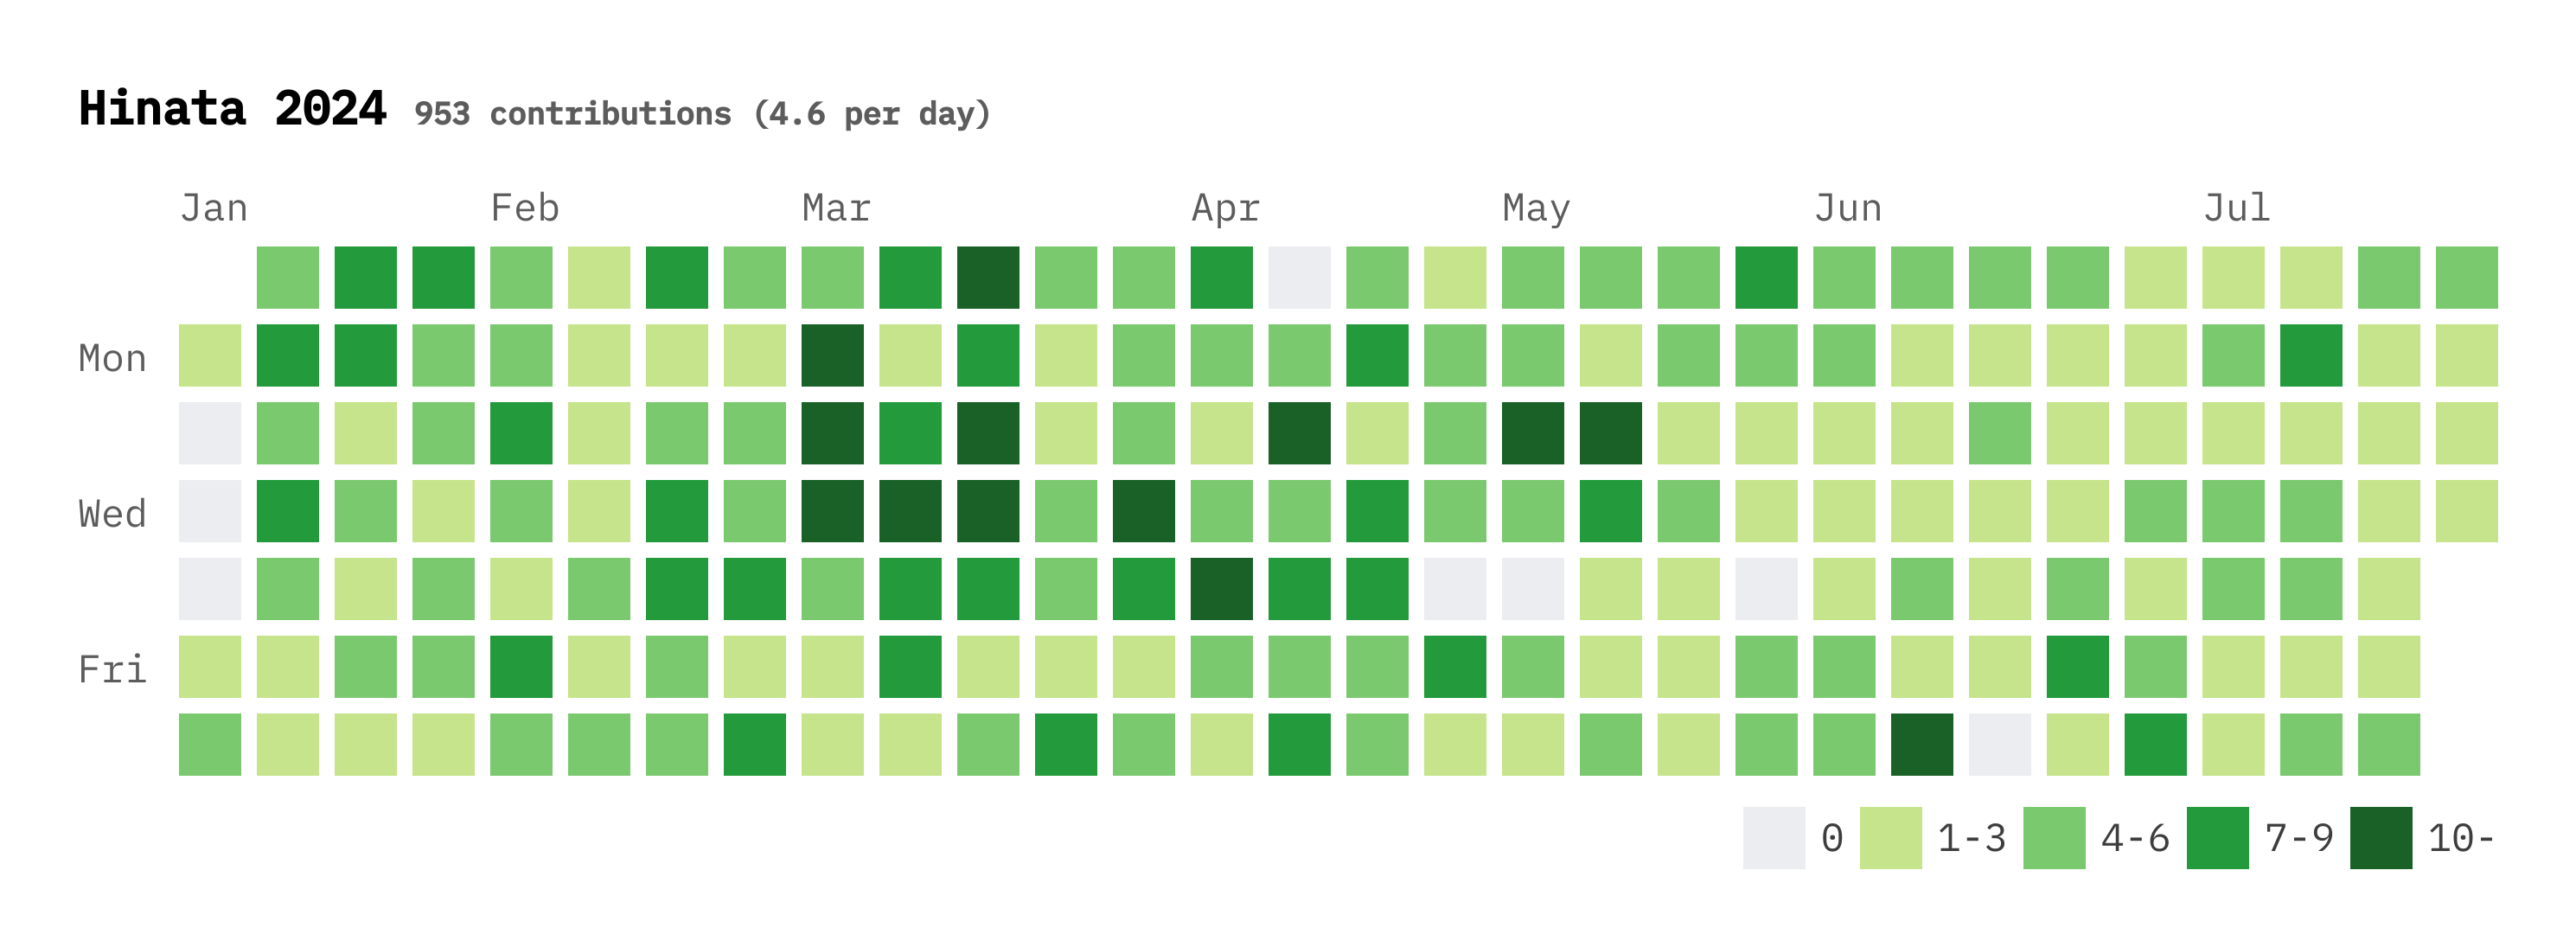 Hinata 2024 953 contributions (4.6 per day)
Jan Feb Mar Apr May Jun Jul
Mon
Wed
Fri
0 1-3 4-6 7-9 10-